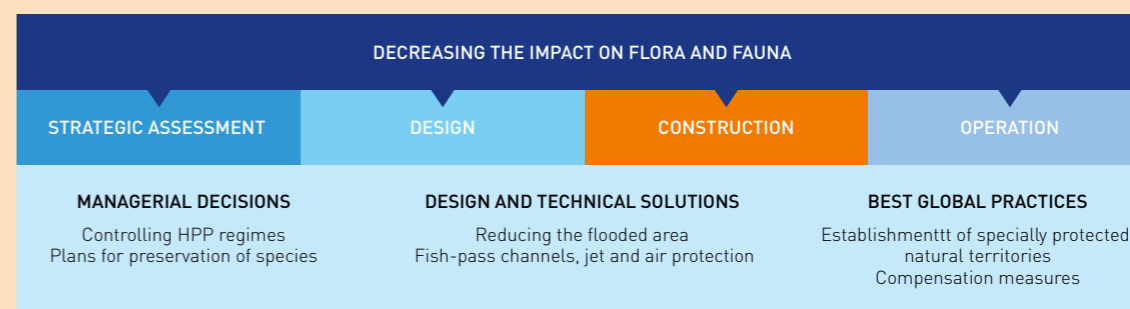 DECREASING THE IMPACT ON FLORA AND FAUNA
STRATEGIC ASSESSMENT
DESIGN
CONSTRUCTION
OPERATION
MANAGERIAL DECISIONS
Controlling HPP regimes
Plans for preservation of species
DESIGN AND TECHNICAL SOLUTIONS
Reducing the flooded area
Fish-pass channels, jet and air protection
BEST GLOBAL PRACTICES
Establishmenttt of specially protected
natural territories
Compensation measures